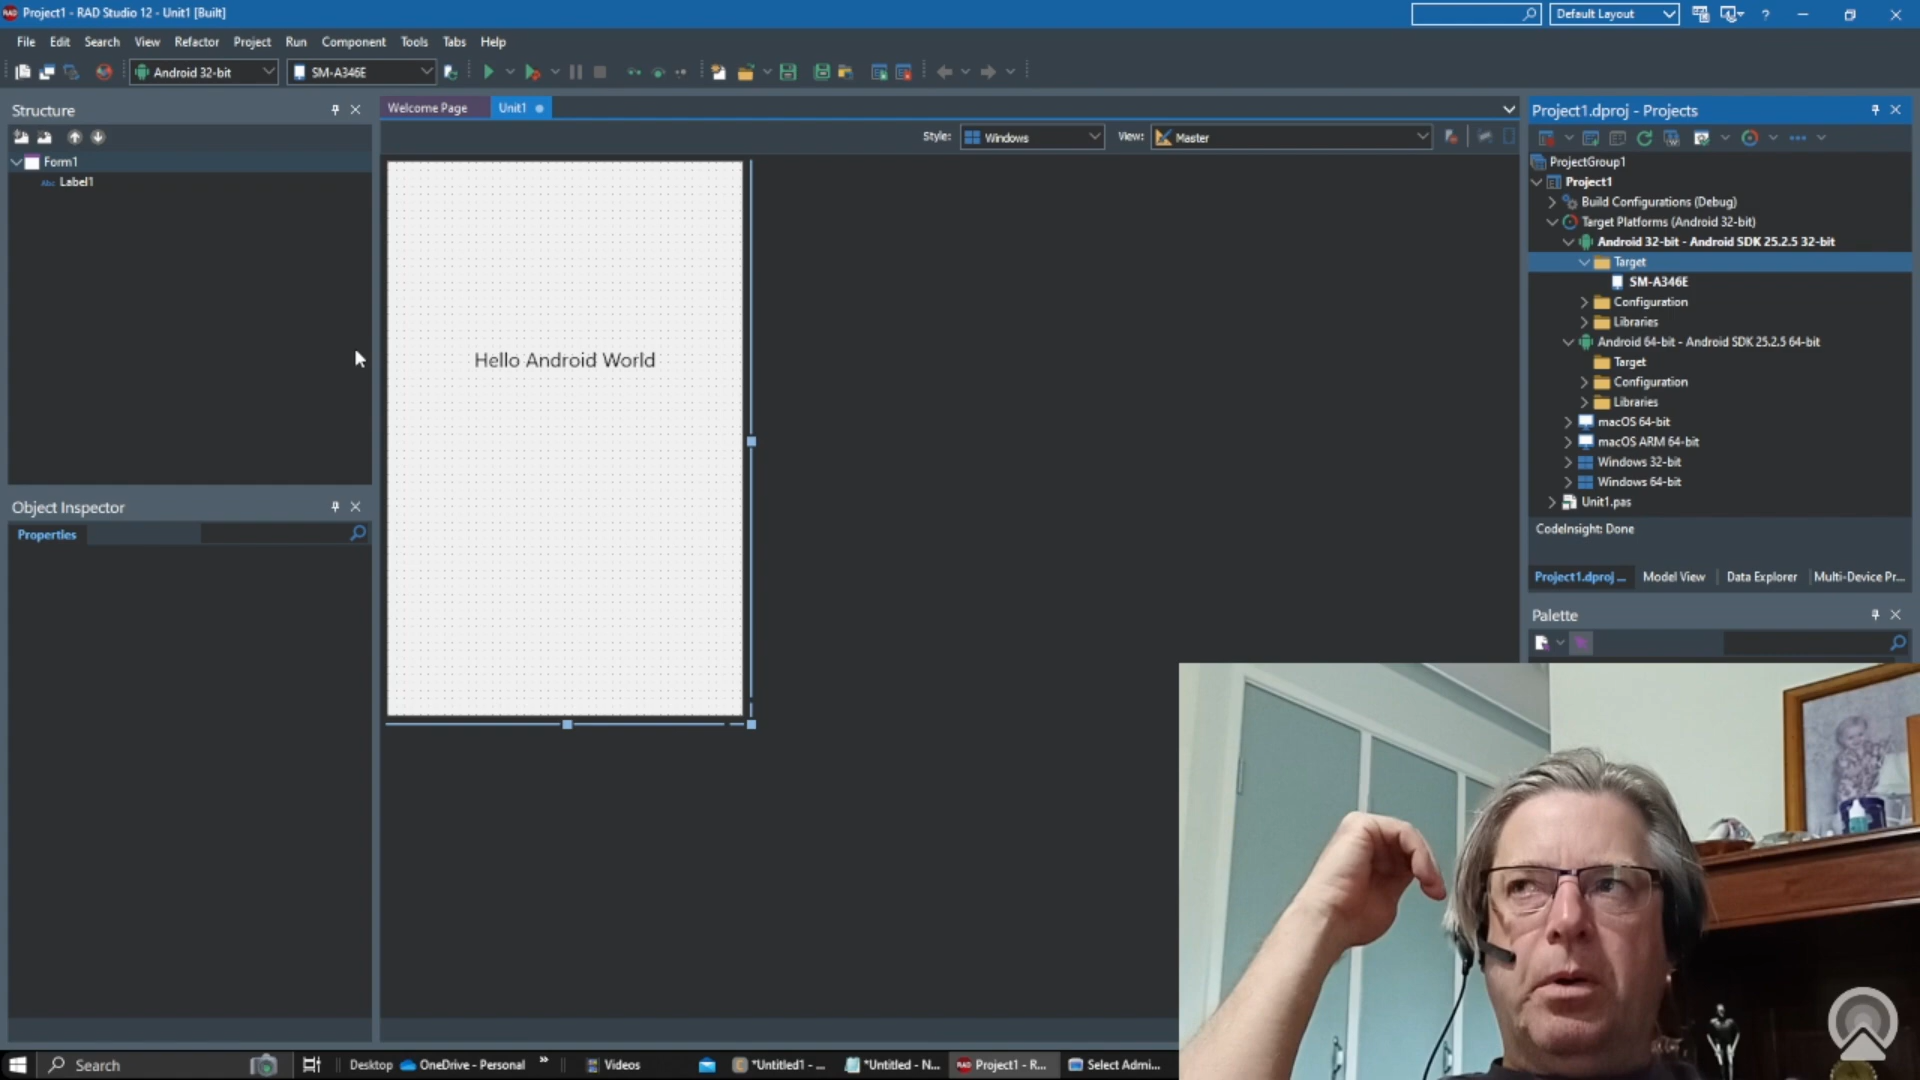 Project1 - RAD Studio 12 - Unit1 [Built]
Default Layout
?
File Edit Search View Refactor Project Run Component Tools Tabs Help
Android 32-bit
SM-A346E
Structure
Form1
Abc Label1
Welcome Page
Unit1
Style: Windows
View: Master
Hello Android World
Object Inspector
Properties
Project1.dproj - Projects
ProjectGroup1
Project1
Build Configurations (Debug)
Target Platforms (Android 32-bit)
Android 32-bit - Android SDK 25.2.5 32-bit
Target
SM-A346E
Configuration
Libraries
Android 64-bit - Android SDK 25.2.5 64-bit
Target
Configuration
Libraries
macOS 64-bit
macOS ARM 64-bit
Windows 32-bit
Windows 64-bit
Unit1.pas
CodeInsight: Done
Project1.dproj ... Model View Data Explorer Multi-Device Pr...
Palette
Search
Desktop
OneDrive - Personal
»
Videos
*Untitled1 - ...
*Untitled - N...
Project1 - R...
Select Admi...